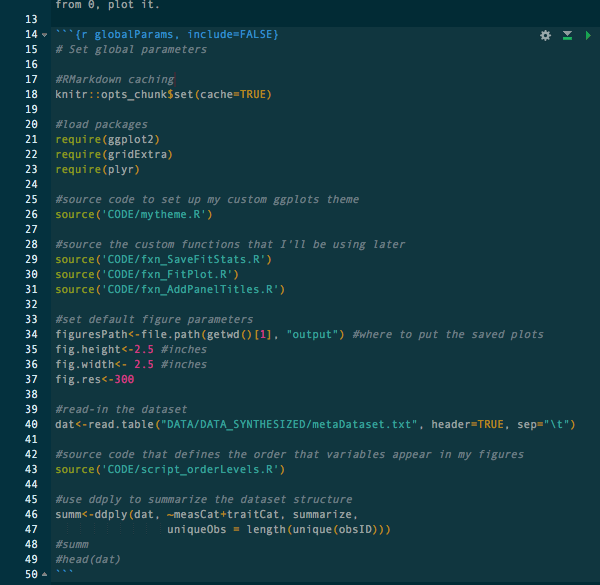 from 0, plot it.
13
14 ```{r globalParams, include=FALSE}
15 # Set global parameters
16
17 #RMarkdown caching
18 knitr::opts_chunk$set(cache=TRUE)
19
20 #load packages
21 require(ggplot2)
22 require(gridExtra)
23 require(plyr)
24
25 #source code to set up my custom ggplots theme
26 source('CODE/mytheme.R')
27
28 #source the custom functions that I'll be using later
29 source('CODE/fxn_SaveFitStats.R')
30 source('CODE/fxn_FitPlot.R')
31 source('CODE/fxn_AddPanelTitles.R')
32
33 #set default figure parameters
34 figuresPath<-file.path(getwd()[1], "output") #where to put the saved plots
35 fig.height<-2.5 #inches
36 fig.width<- 2.5 #inches
37 fig.res<-300
38
39 #read-in the dataset
40 dat<-read.table("DATA/DATA_SYNTHESIZED/metaDataset.txt", header=TRUE, sep="\t")
41
42 #source code that defines the order that variables appear in my figures
43 source('CODE/script_orderLevels.R')
44
45 #use ddply to summarize the dataset structure
46 summ<-ddply(dat, ~measCat+traitCat, summarize,
47 uniqueObs = length(unique(obsID)))
48 #summ
49 #head(dat)
50 ```